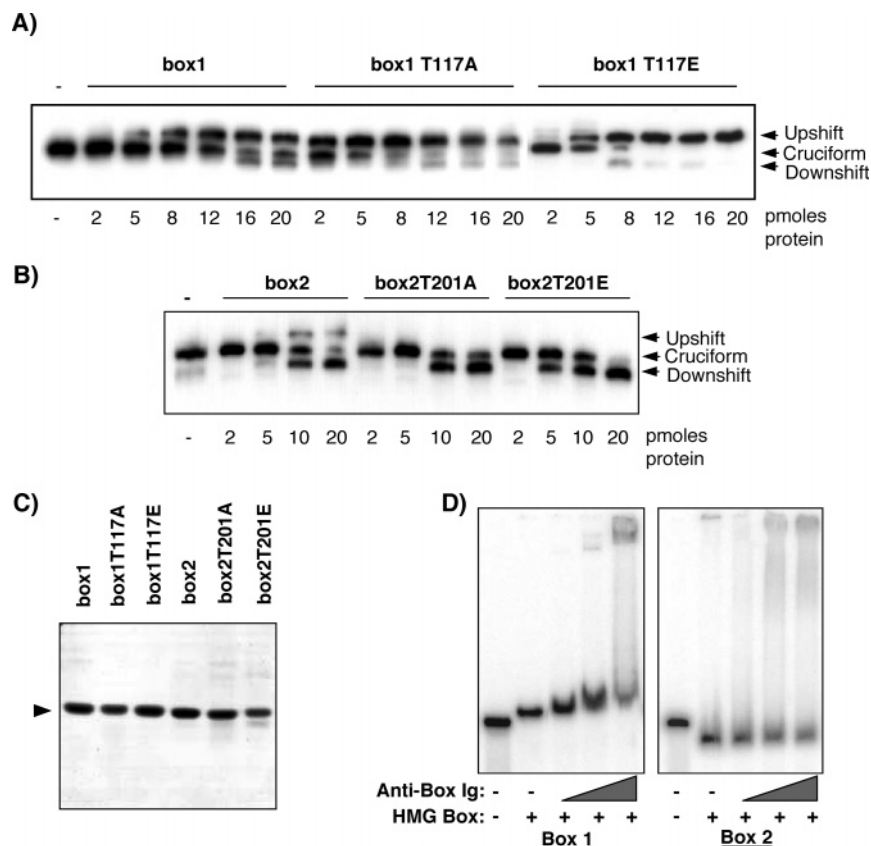 A)
box1 box1 T117A box1 T117E
-
Upshift
Cruciform
Downshift
- 2 5 8 12 16 20 2 5 8 12 16 20 2 5 8 12 16 20 pmoles
protein
B)
box2 box2T201A box2T201E
-
Upshift
Cruciform
Downshift
- 2 5 10 20 2 5 10 20 2 5 10 20 pmoles
protein
C)
box1
box1T117A
box1T117E
box2
box2T201A
box2T201E
D)
Anti-Box Ig: - - - -
HMG Box: - + + + + - + + + +
Box 1 Box 2